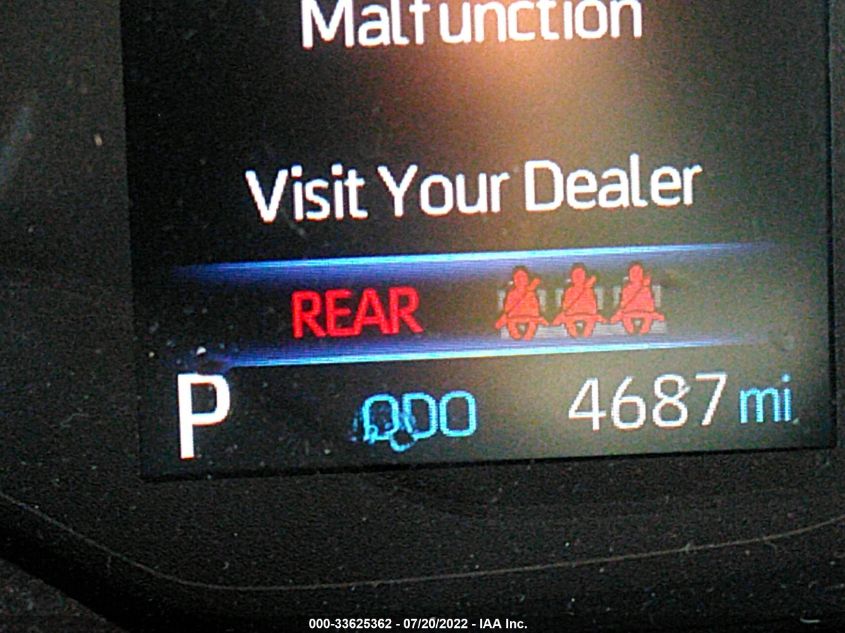 Malfunction
Visit Your Dealer
REAR
P ODO 4687 mi
000-33625362 - 07/20/2022 - IAA Inc.